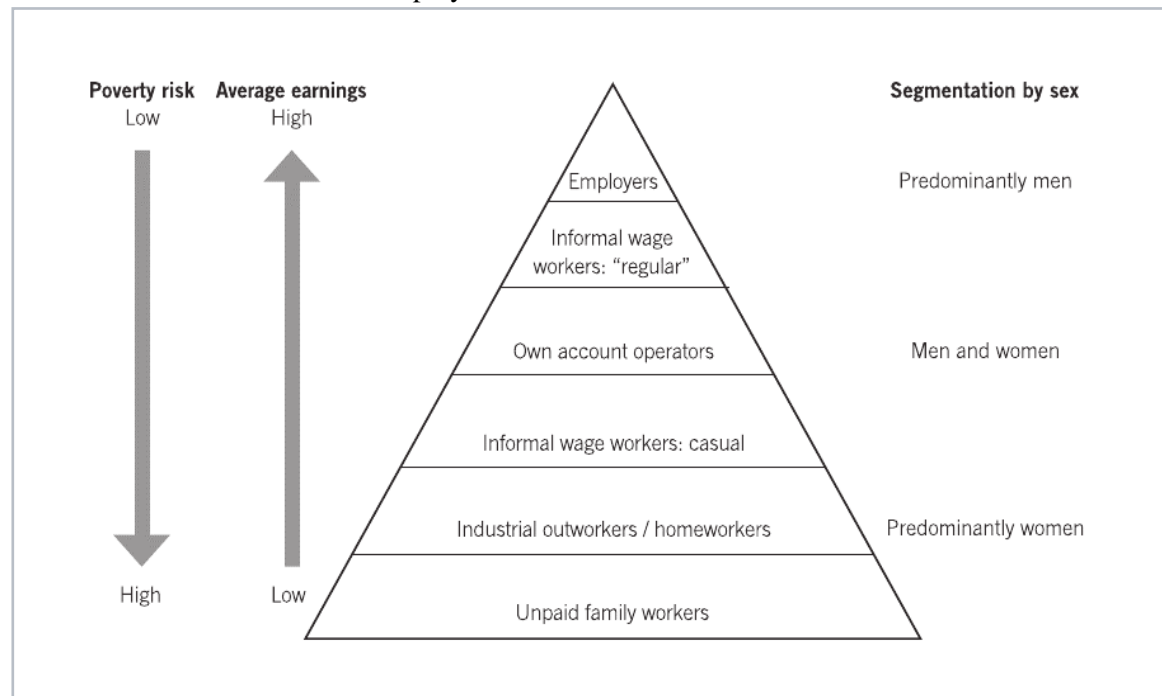 Poverty risk Average earnings Segmentation by sex
Low High
Employers Predominantly men
Informal wage
workers: “regular”
Own account operators Men and women
Informal wage workers: casual
Industrial outworkers / homeworkers Predominantly women
High Low
Unpaid family workers